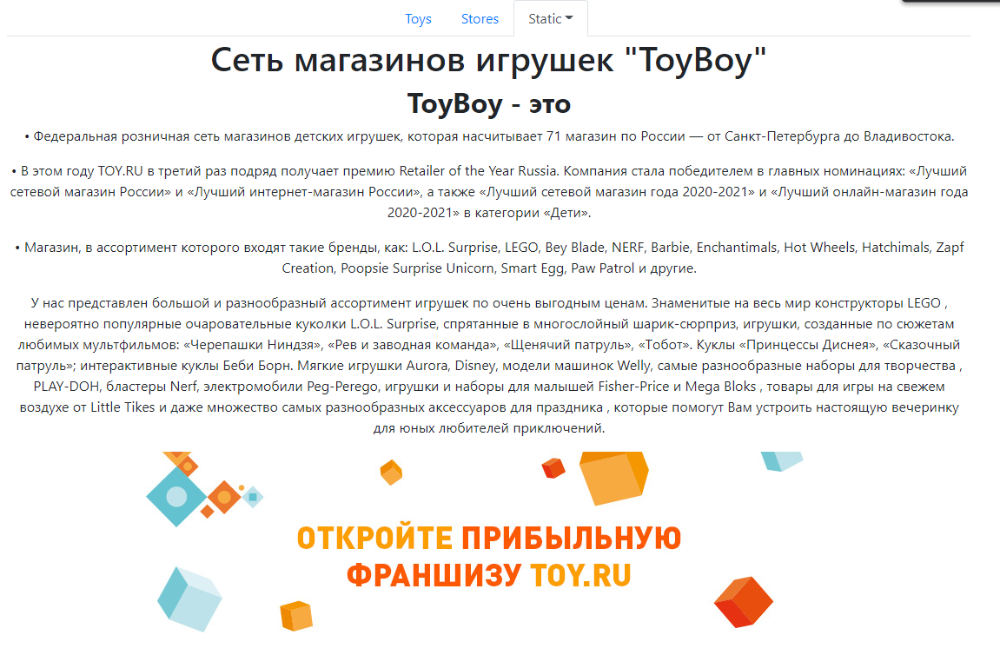 Toys Stores Static
Сеть магазинов игрушек "ToyBoy"
ToyBoy - это
• Федеральная розничная сеть магазинов детских игрушек, которая насчитывает 71 магазин по России — от Санкт-Петербурга до Владивостока.
• В этом году TOY.RU в третий раз подряд получает премию Retailer of the Year Russia. Компания стала победителем в главных номинациях: «Лучший
сетевой магазин России» и «Лучший интернет-магазин России», а также «Лучший сетевой магазин года 2020-2021» и «Лучший онлайн-магазин года
2020-2021» в категории «Дети».
• Магазин, в ассортимент которого входят такие бренды, как: L.O.L. Surprise, LEGO, Bey Blade, NERF, Barbie, Enchantimals, Hot Wheels, Hatchimals, Zapf
Creation, Poopsie Surprise Unicorn, Smart Egg, Paw Patrol и другие.
У нас представлен большой и разнообразный ассортимент игрушек по очень выгодным ценам. Знаменитые на весь мир конструкторы LEGO ,
невероятно популярные очаровательные куколки L.O.L. Surprise, спрятанные в многослойный шарик-сюрприз, игрушки, созданные по сюжетам
любимых мультфильмов: «Черепашки Ниндзя», «Рев и заводная команда», «Щенячий патруль», «Тобот». Куклы «Принцессы Диснея», «Сказочный
патруль»; интерактивные куклы Беби Борн. Мягкие игрушки Aurora, Disney, модели машинок Welly, самые разнообразные наборы для творчества ,
PLAY-DOH, бластеры Nerf, электромобили Peg-Perego, игрушки и наборы для малышей Fisher-Price и Mega Bloks , товары для игры на свежем
воздухе от Little Tikes и даже множество самых разнообразных аксессуаров для праздника , которые помогут Вам устроить настоящую вечеринку
для юных любителей приключений.
ОТКРОЙТЕ ПРИБЫЛЬНУЮ
ФРАНШИЗУ TOY.RU